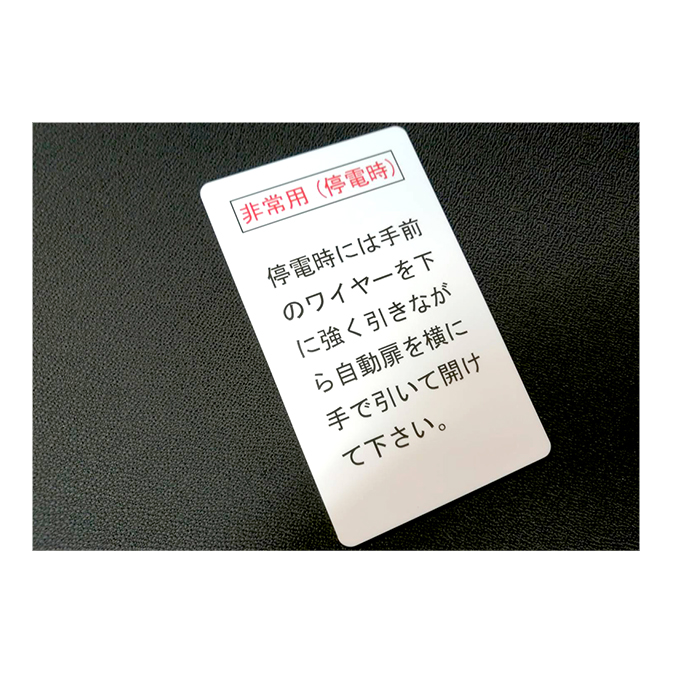 非常用（停電時）
停電時には手前
のワイヤーを下
に強く引きなが
ら自動扉を横に
手で引いて開け
て下さい。